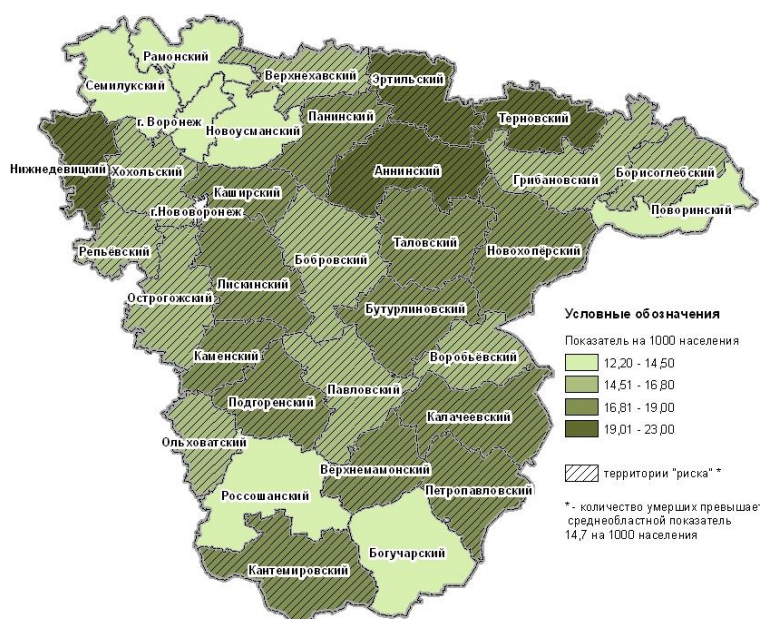 Рамонский
Семилукский
Верхнехавский
Эртильский
г. Воронеж
Новоусманский
Панинский
Терновский
Нижнедевицкий
Хохольский
Аннинский
Грибановский
Борисоглебский
Каширский
г.Нововоронеж
Поворинский
Репьёвский
Бобровский
Таловский
Новохопёрский
Лискинский
Острогожский
Бутурлиновский
Воробьёвский
Каменский
Павловский
Подгоренский
Калачеевский
Ольховатский
Верхнемамонский
Россошанский
Петропавловский
Богучарский
Кантемировский
Условные обозначения
Показатель на 1000 населения
12,20 - 14,50
14,51 - 16,80
16,81 - 19,00
19,01 - 23,00
территории "риска" *
* - количество умерших превышает
среднеобластной показатель
14,7 на 1000 населения